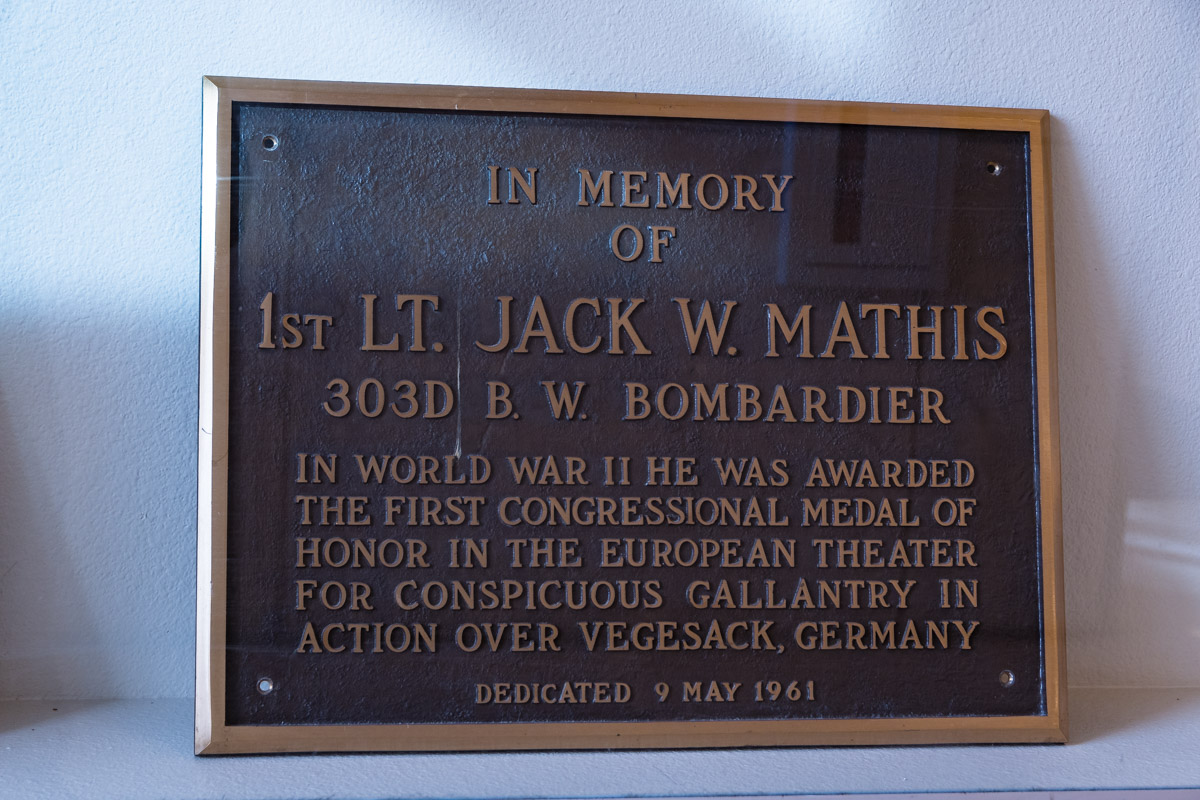 IN MEMORY
OF
1ST LT. JACK W. MATHIS
303D B. W. BOMBARDIER
IN WORLD WAR II HE WAS AWARDED
THE FIRST CONGRESSIONAL MEDAL OF
HONOR IN THE EUROPEAN THEATER
FOR CONSPICUOUS GALLANTRY IN
ACTION OVER VEGESACK, GERMANY
DEDICATED 9 MAY 1961